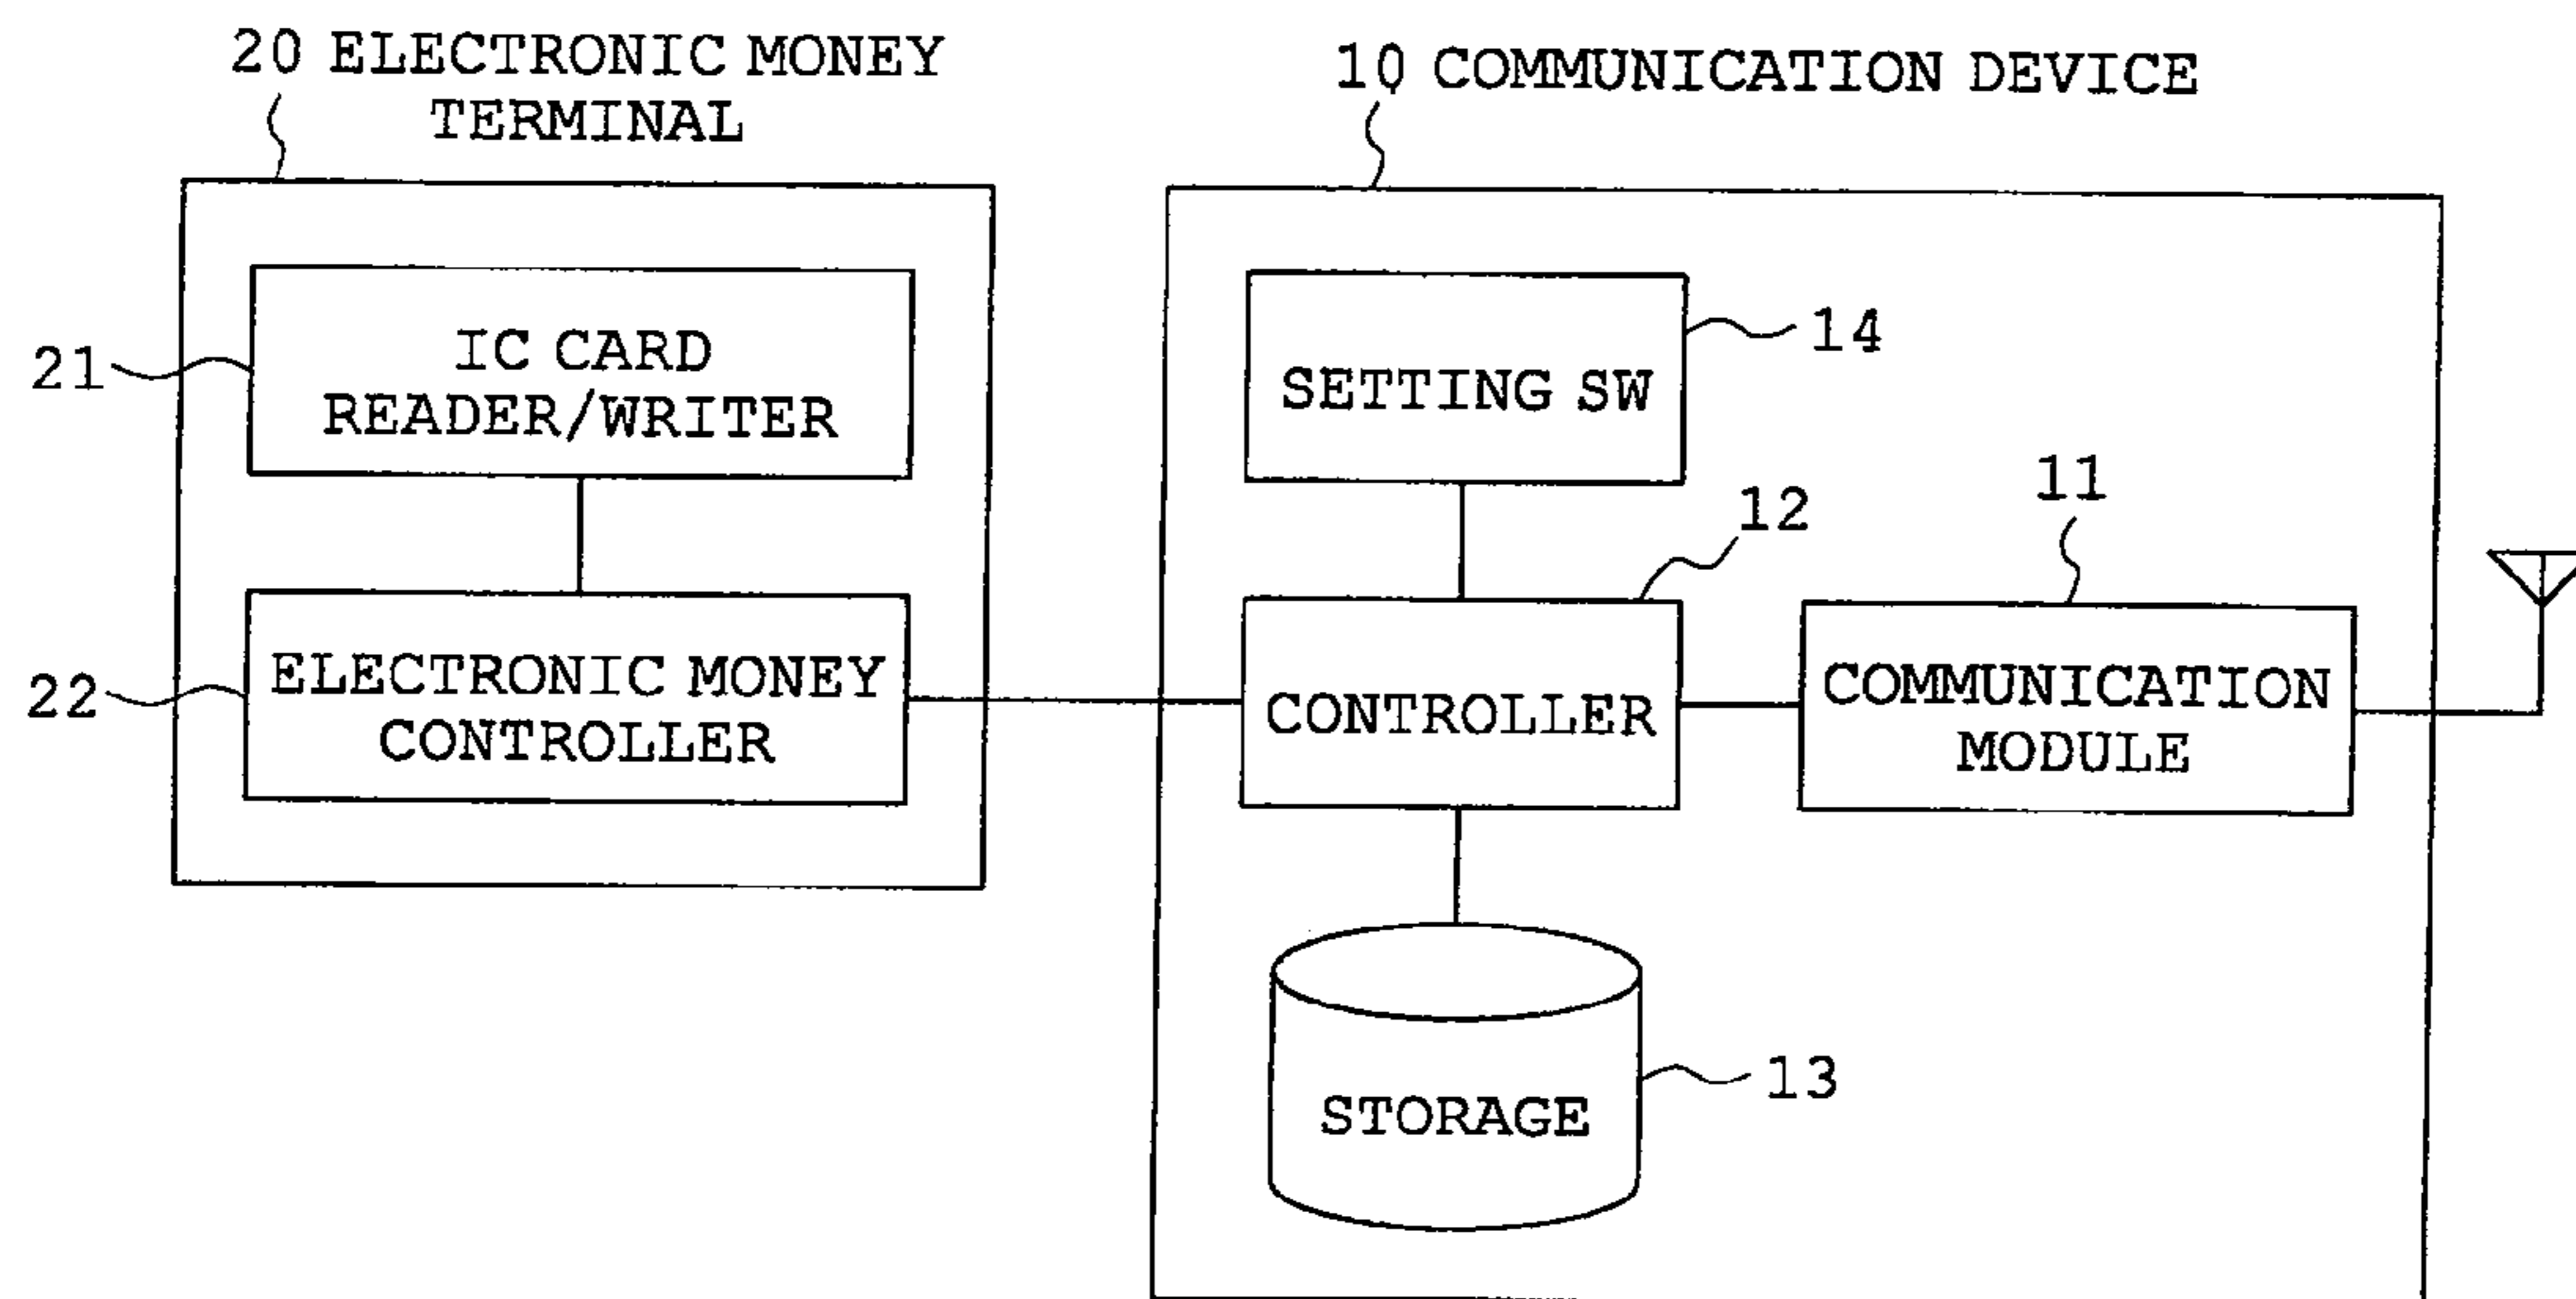 20 ELECTRONIC MONEY
TERMINAL
10 COMMUNICATION DEVICE
21
IC CARD
READER/WRITER
22
ELECTRONIC MONEY
CONTROLLER
14
SETTING SW
12
CONTROLLER
11
COMMUNICATION
MODULE
13
STORAGE